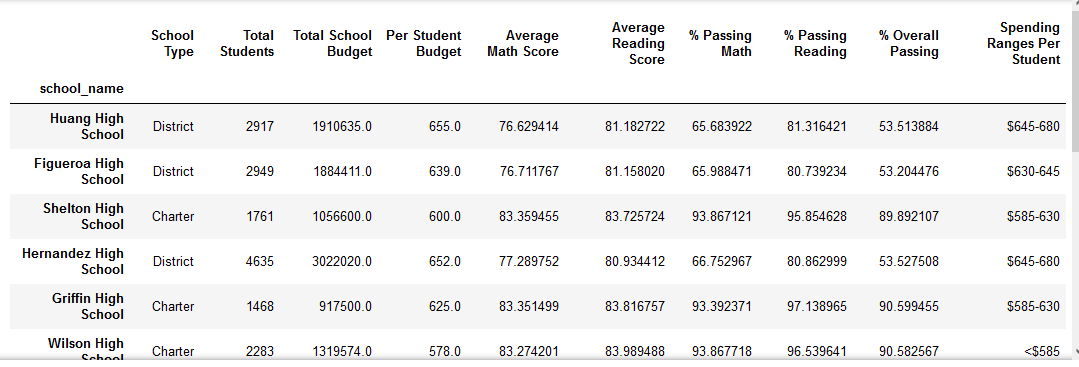 School Type Total Students Total School Budget Per Student Budget Average Math Score Average Reading Score % Passing Math % Passing Reading % Overall Passing Spending Ranges Per Student
school_name
Huang High School District 2917 1910635.0 655.0 76.629414 81.182722 65.683922 81.316421 53.513884 $645-680
Figueroa High School District 2949 1884411.0 639.0 76.711767 81.158020 65.988471 80.739234 53.204476 $630-645
Shelton High School Charter 1761 1056600.0 600.0 83.359455 83.725724 93.867121 95.854628 89.892107 $585-630
Hernandez High School District 4635 3022020.0 652.0 77.289752 80.934412 66.752967 80.862999 53.527508 $645-680
Griffin High School Charter 1468 917500.0 625.0 83.351499 83.816757 93.392371 97.138965 90.599455 $585-630
Wilson High School Charter 2283 1319574.0 578.0 83.274201 83.989488 93.867718 96.539641 90.582567 <$585